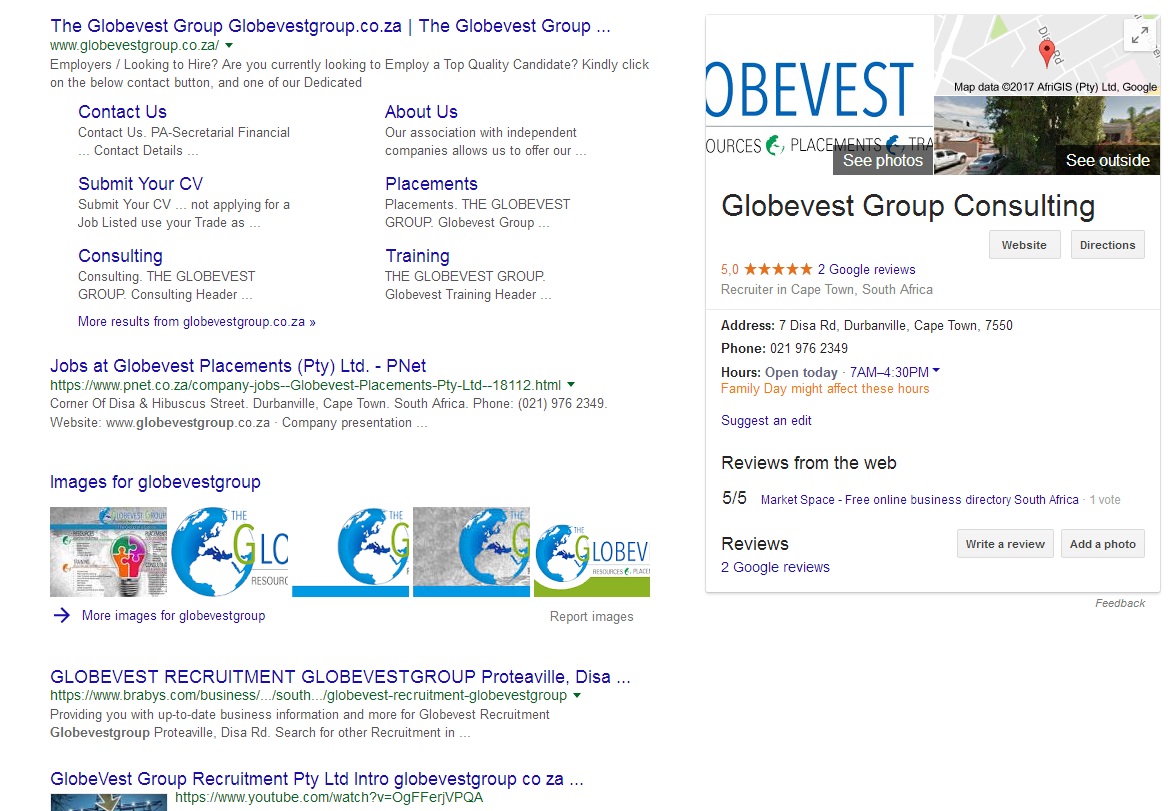 The Globevest Group Globevestgroup.co.za | The Globevest Group ...
www.globevestgroup.co.za/
Employers / Looking to Hire? Are you currently looking to Employ a Top Quality Candidate? Kindly click
on the below contact button, and one of our Dedicated
Contact Us
Contact Us. PA-Secretarial Financial
... Contact Details ...
About Us
Our association with independent
companies allows us to offer our ...
Submit Your CV
Submit Your CV ... not applying for a
Job Listed use your Trade as ...
Placements
Placements. THE GLOBEVEST
GROUP. Globevest Group ...
Consulting
Consulting. THE GLOBEVEST
GROUP. Consulting Header ...
Training
THE GLOBEVEST GROUP.
Globevest Training Header ...
More results from globevestgroup.co.za »
Jobs at Globevest Placements (Pty) Ltd. - PNet
https://www.pnet.co.za/company-jobs--Globevest-Placements-Pty-Ltd--18112.html
Corner Of Disa & Hibuscus Street. Durbanville, Cape Town. South Africa. Phone: (021) 976 2349.
Website: www.globevestgroup.co.za · Company presentation ...
Images for globevestgroup
GLOBEVEST GROUP
RESOURCES
TRAINING
THE
GLO
RESOURC
THE
G
THE
G
THE
GLOBEV
RESOURCES PLACE
More images for globevestgroup
Report images
GLOBEVEST RECRUITMENT GLOBEVESTGROUP Proteaville, Disa ...
https://www.brabys.com/business/.../south.../globevest-recruitment-globevestgroup
Providing you with up-to-date business information and more for Globevest Recruitment
Globevestgroup Proteaville, Disa Rd. Search for other Recruitment in ...
GlobeVest Group Recruitment Pty Ltd Intro globevestgroup co za ...
https://www.youtube.com/watch?v=OgFFerjVPQA
OBEVEST
OURCES , PLACEMENTS , TRA
See photos
Disa Rd
Map data ©2017 AfriGIS (Pty) Ltd, Google
See outside
Globevest Group Consulting
Website
Directions
5,0 ★★★★★ 2 Google reviews
Recruiter in Cape Town, South Africa
Address: 7 Disa Rd, Durbanville, Cape Town, 7550
Phone: 021 976 2349
Hours: Open today · 7AM–4:30PM
Family Day might affect these hours
Suggest an edit
Reviews from the web
5/5 Market Space - Free online business directory South Africa · 1 vote
Reviews
Write a review
Add a photo
2 Google reviews
Feedback